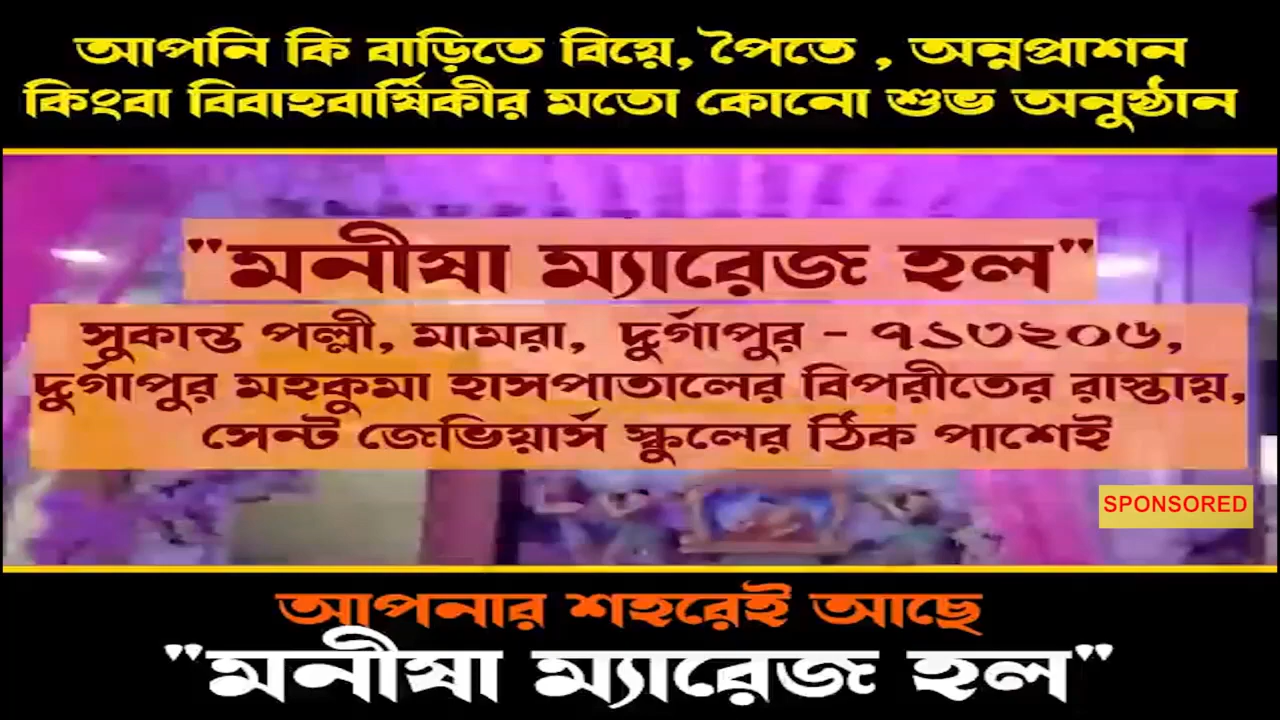 আপনি কি বাড়িতে বিয়ে, পৈতে , অন্নপ্রাশন
কিংবা বিবাহবার্ষিকীর মতো কোনো শুভ অনুষ্ঠান
"মনীষা ম্যারেজ হল"
সুকান্ত পল্লী, মামরা, দুর্গাপুর - ৭১৩২০৬,
দুর্গাপুর মহকুমা হাসপাতালের বিপরীতের রাস্তায়,
সেন্ট জেভিয়ার্স স্কুলের ঠিক পাশেই
SPONSORED
আপনার শহরেই আছে
"মনীষা ম্যারেজ হল"